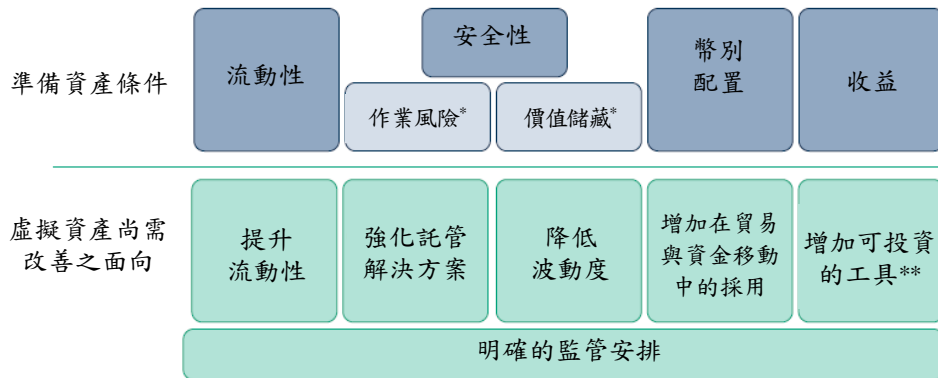 準備資產條件
流動性
安全性
作業風險*
價值儲藏*
幣別
配置
收益
虛擬資產尚需
改善之面向
提升
流動性
強化託管
解決方案
降低
波動度
增加在貿易
與資金移動
中的採用
增加可投資
的工具**
明確的監管安排